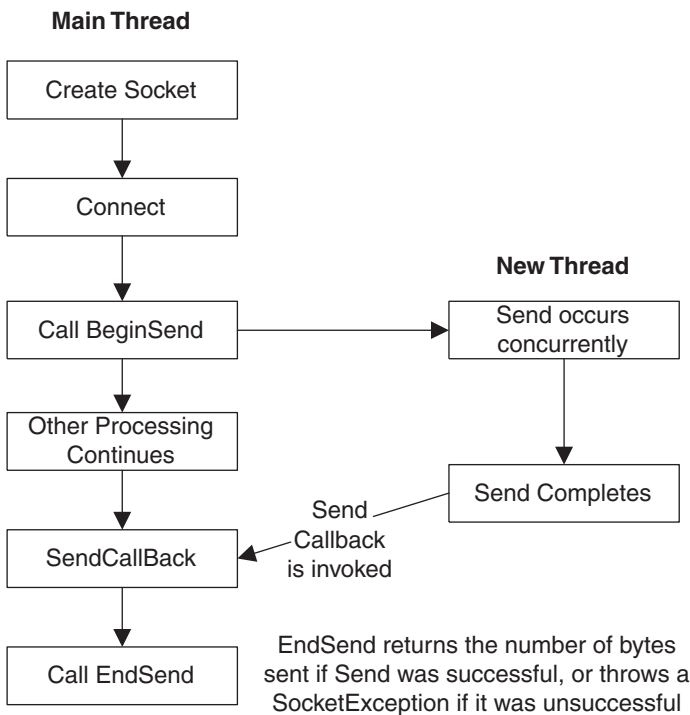 Main Thread
Create Socket
Connect
New Thread
Call BeginSend
Send occurs
concurrently
Other Processing
Continues
Send Completes
Send
Callback
is invoked
SendCallBack
Call EndSend
EndSend returns the number of bytes
sent if Send was successful, or throws a
SocketException if it was unsuccessful